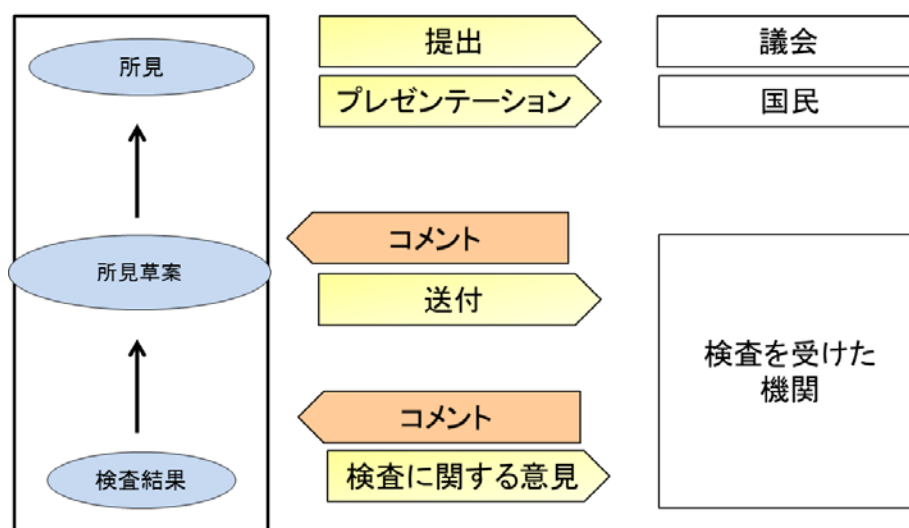 所見
提出
議会
プレゼンテーション
国民
所見草案
コメント
送付
検査を受けた
機関
コメント
検査結果
検査に関する意見